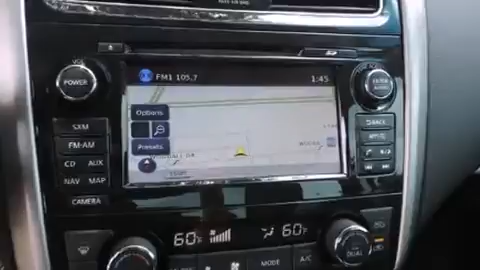 VOL
POWER
FM1 105.7
1:45
ENTER
AUDIO
SXM
FM·AM
CD AUX
NAV MAP
CAMERA
Options
Presets
BACK
APPS
60°F
60°F
MODE
A/C
DUAL